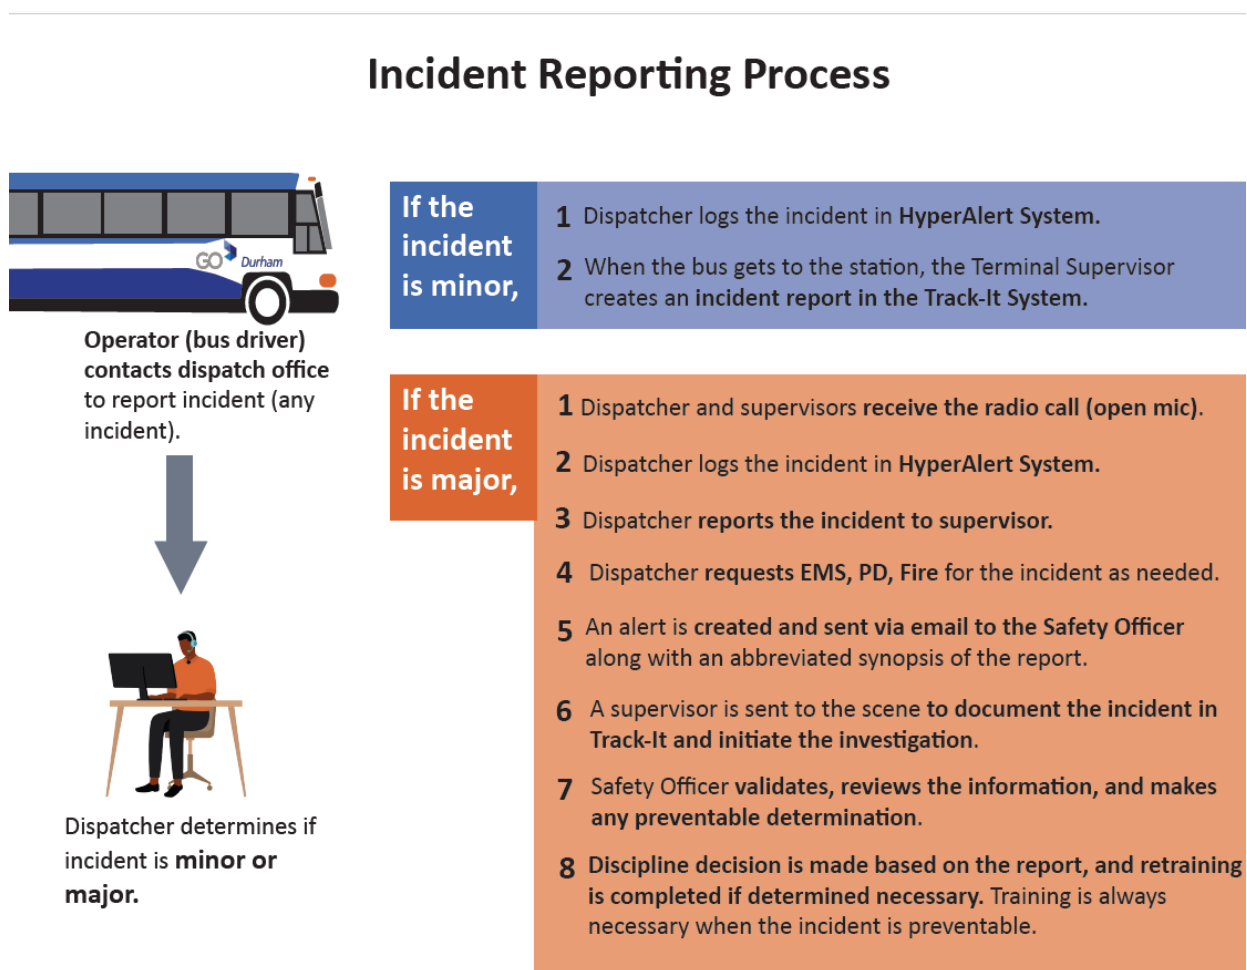 Incident Reporting Process
GO Durham
Operator (bus driver)
contacts dispatch office
to report incident (any
incident).
Dispatcher determines if
incident is minor or
major.
If the
incident
is minor,
1 Dispatcher logs the incident in HyperAlert System.
2 When the bus gets to the station, the Terminal Supervisor
creates an incident report in the Track-It System.
If the
incident
is major,
1 Dispatcher and supervisors receive the radio call (open mic).
2 Dispatcher logs the incident in HyperAlert System.
3 Dispatcher reports the incident to supervisor.
4 Dispatcher requests EMS, PD, Fire for the incident as needed.
5 An alert is created and sent via email to the Safety Officer
along with an abbreviated synopsis of the report.
6 A supervisor is sent to the scene to document the incident in
Track-It and initiate the investigation.
7 Safety Officer validates, reviews the information, and makes
any preventable determination.
8 Discipline decision is made based on the report, and retraining
is completed if determined necessary. Training is always
necessary when the incident is preventable.